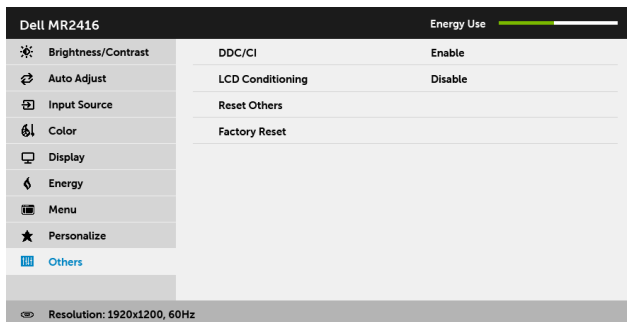 Dell MR2416 Energy Use
Brightness/Contrast DDC/CI Enable
Auto Adjust LCD Conditioning Disable
Input Source Reset Others
Color Factory Reset
Display
Energy
Menu
Personalize
Others
Resolution: 1920x1200, 60Hz